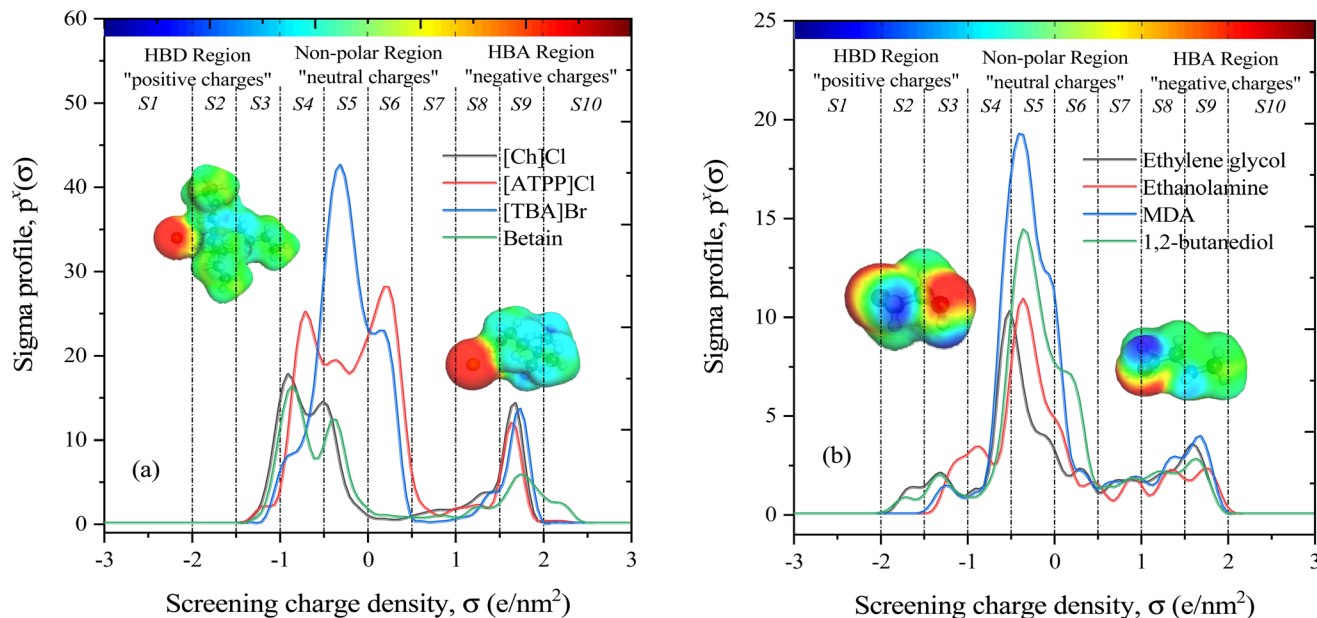 60
50
40
30
20
10
0
Sigma profile, pˣ(σ)
HBD Region
"positive charges"
Non-polar Region
"neutral charges"
HBA Region
"negative charges"
S1 S2 S3 S4 S5 S6 S7 S8 S9 S10
[Ch]Cl
[ATPP]Cl
[TBA]Br
Betain
(a)
-3 -2 -1 0 1 2 3
Screening charge density, σ (e/nm²)
25
20
15
10
5
0
Sigma profile, pˣ(σ)
HBD Region
"positive charges"
Non-polar Region
"neutral charges"
HBA Region
"negative charges"
S1 S2 S3 S4 S5 S6 S7 S8 S9 S10
Ethylene glycol
Ethanolamine
MDA
1,2-butanediol
(b)
-3 -2 -1 0 1 2 3
Screening charge density, σ (e/nm²)